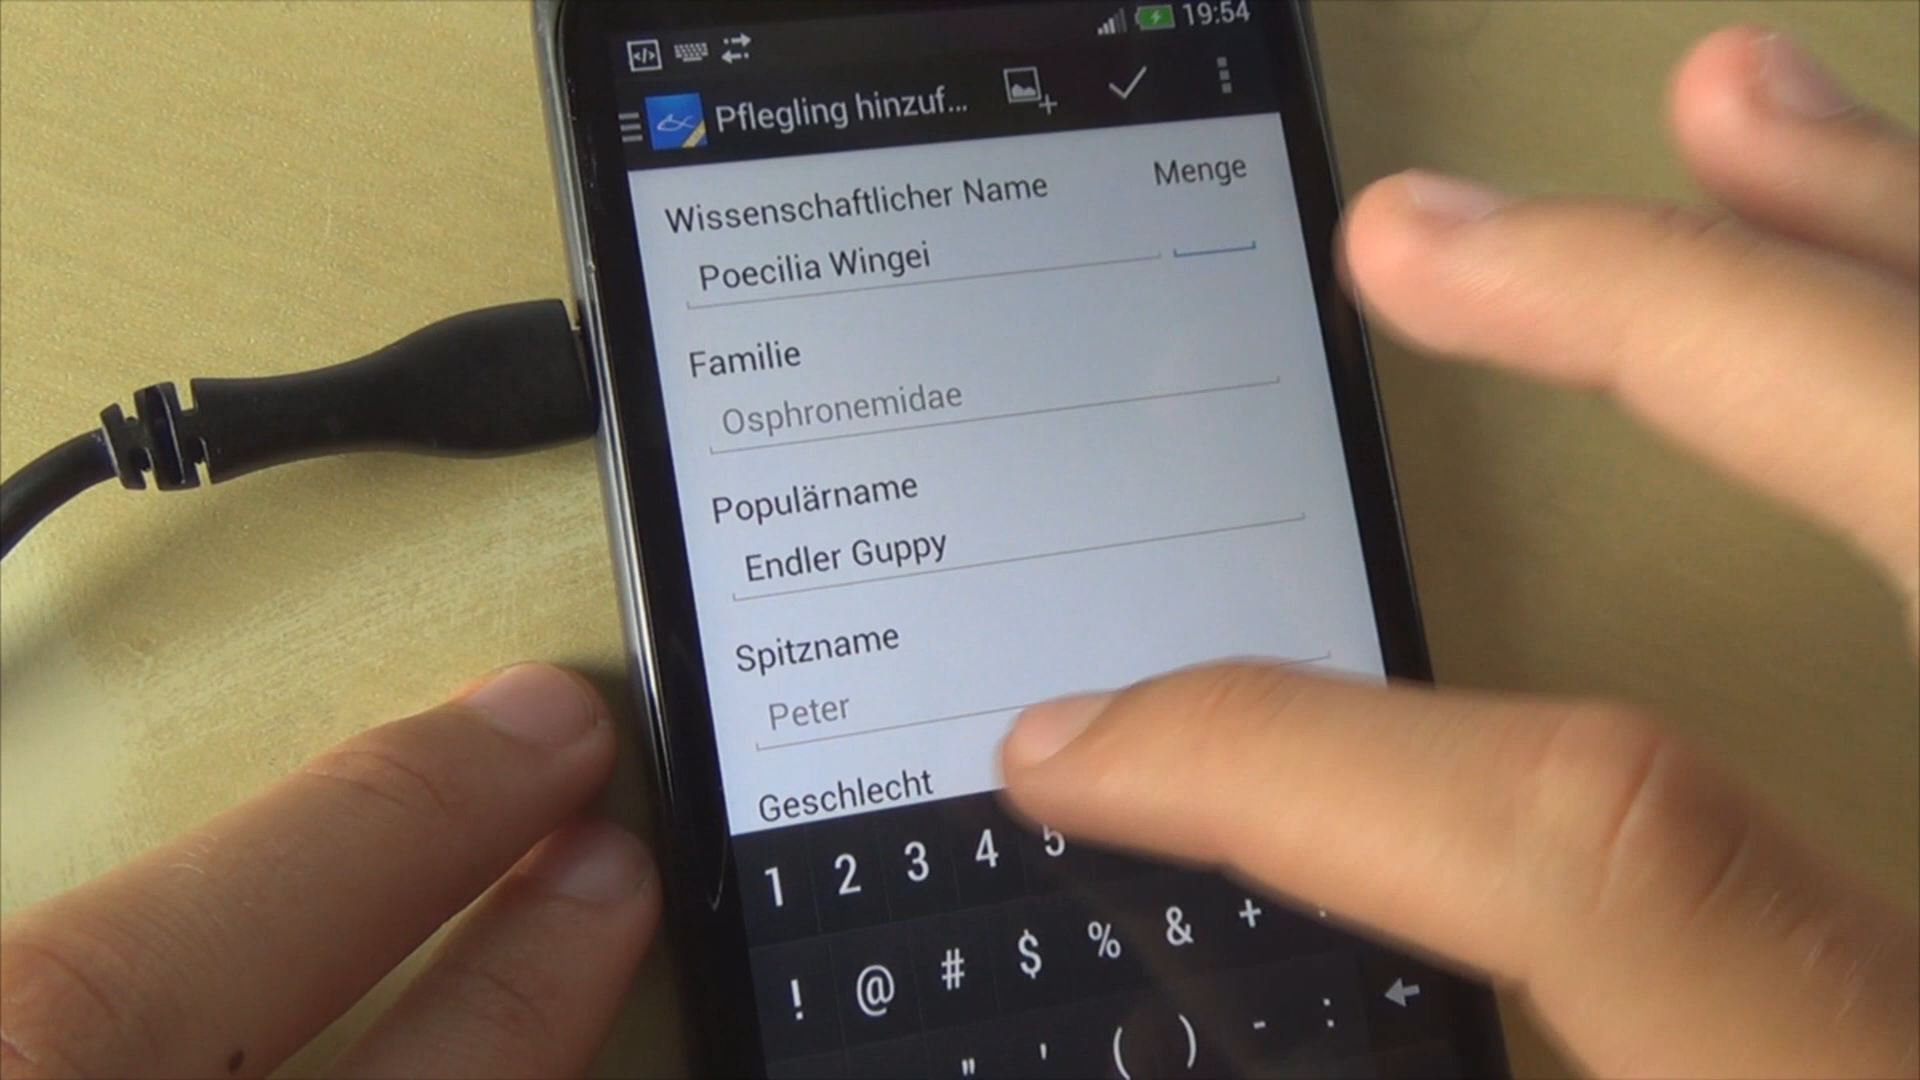 19:54
Pflegling hinzuf...
Wissenschaftlicher Name Menge
Poecilia Wingei
Familie
Osphronemidae
Populärname
Endler Guppy
Spitzname
Peter
Geschlecht
1 2 3 4 5
! @ # $ % & +
" ' ( ) - :